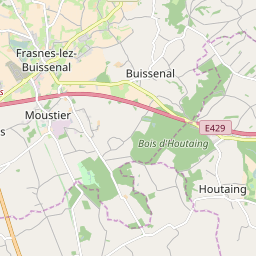 Frasnes-lez-
Buissenal
Buissenal
Moustier
E429
Bois d'Houtaing
Houtaing